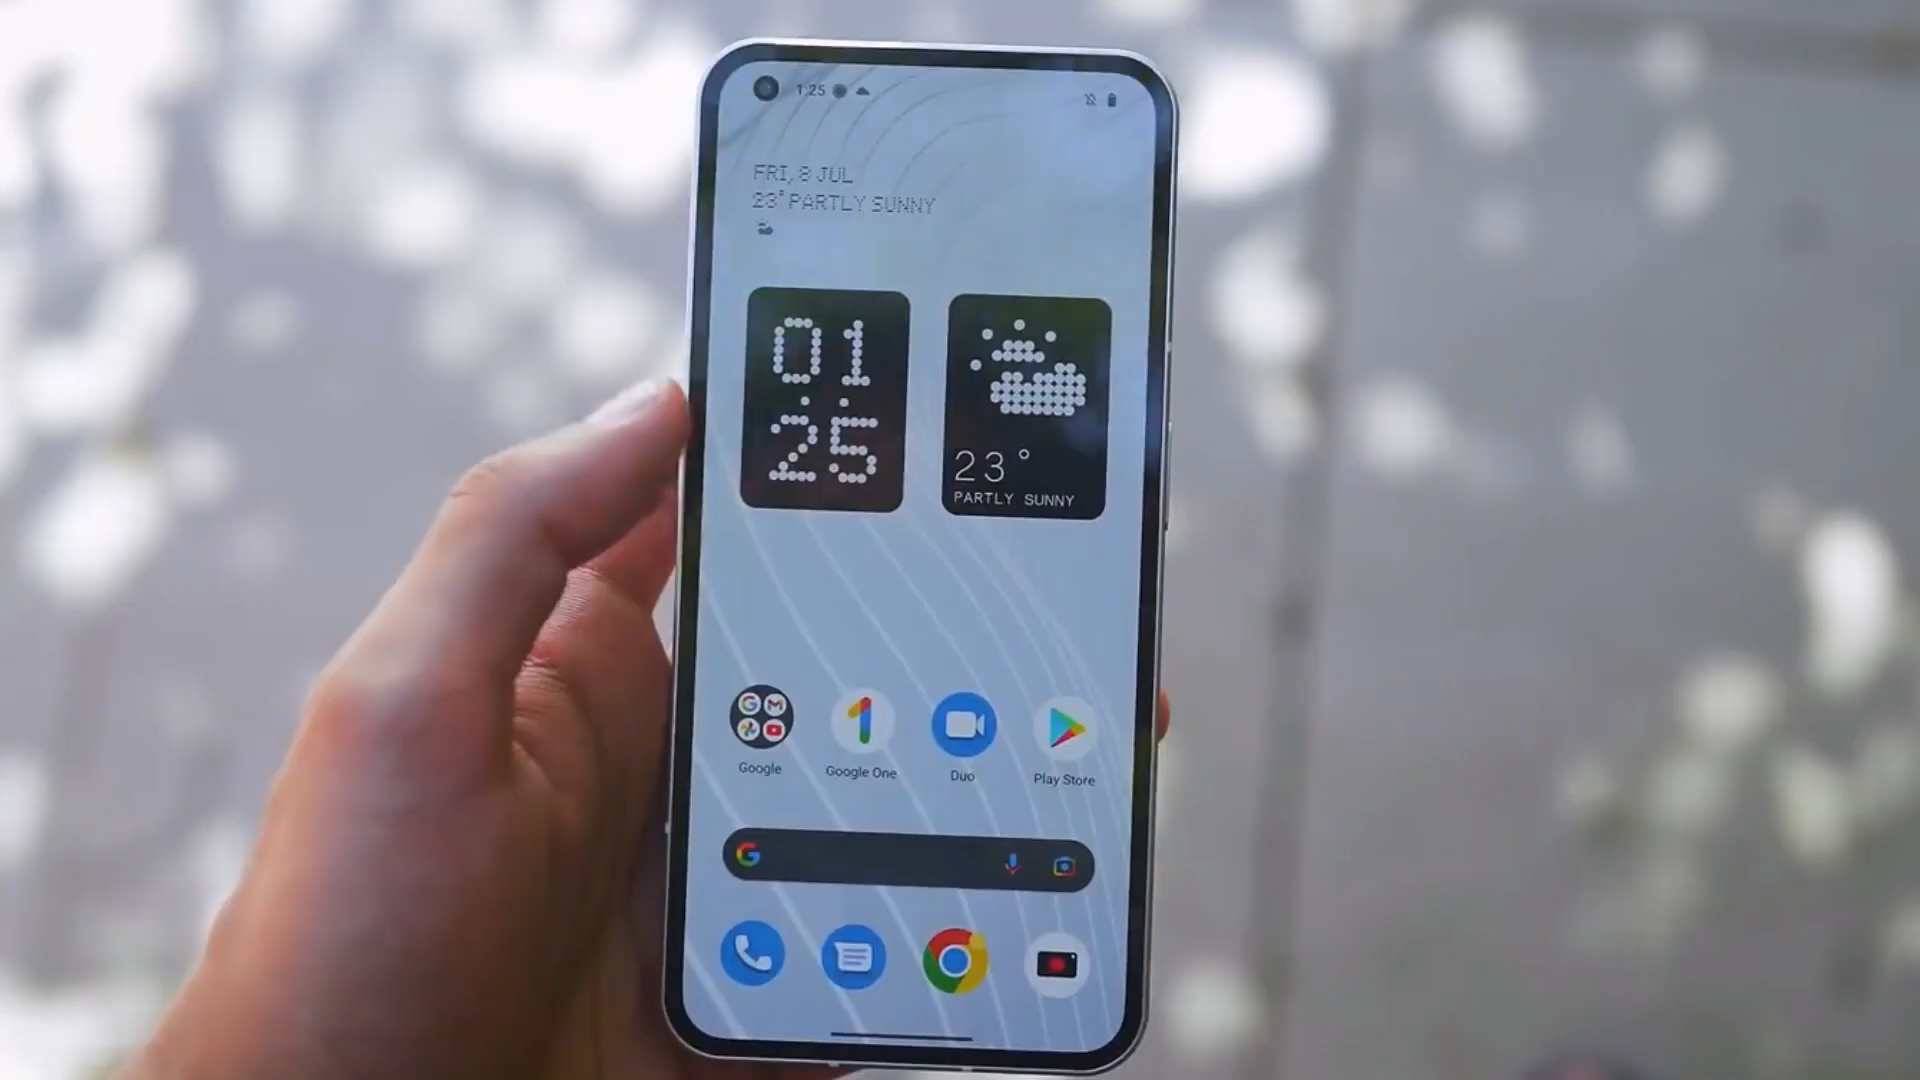 1:25
FRI, 8 JUL
23° PARTLY SUNNY
01
25
23°
PARTLY SUNNY
Google
Google One
Duo
Play Store